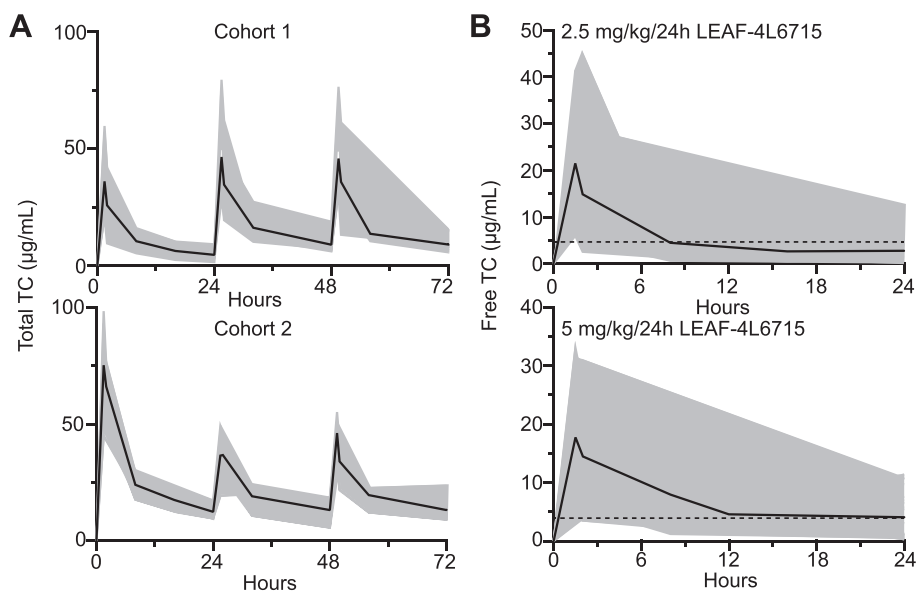 A
Cohort 1
Total TC (µg/mL)
100
50
0
0 24 48 72
Hours
Cohort 2
100
50
0
0 24 48 72
Hours
B
2.5 mg/kg/24h LEAF-4L6715
Free TC (µg/mL)
50
40
30
20
10
0
0 6 12 18 24
Hours
5 mg/kg/24h LEAF-4L6715
40
30
20
10
0
0 6 12 18 24
Hours